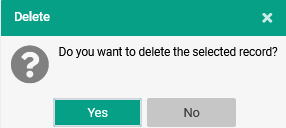 Delete
Do you want to delete the selected record?
Yes
No